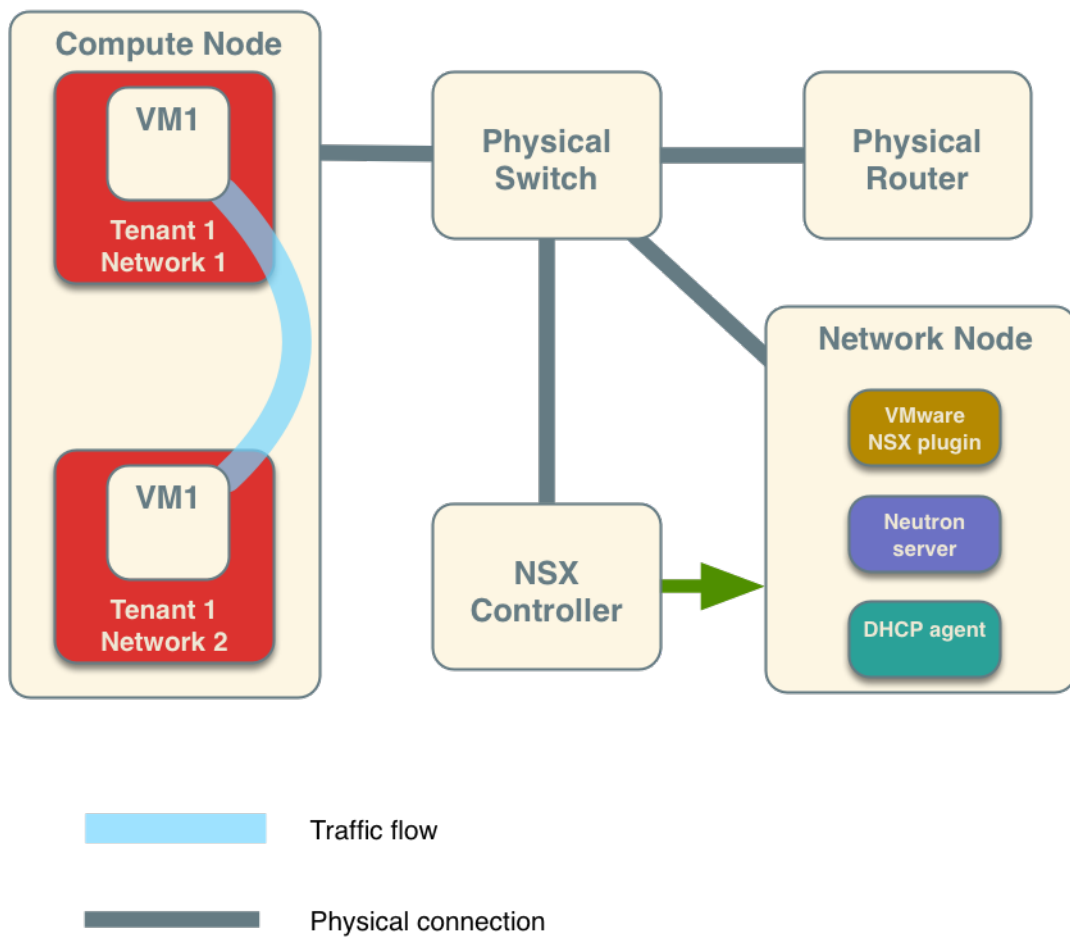 Compute Node
VM1
Tenant 1
Network 1
VM1
Tenant 1
Network 2
Physical
Switch
Physical
Router
NSX
Controller
Network Node
VMware
NSX plugin
Neutron
server
DHCP agent
Traffic flow
Physical connection